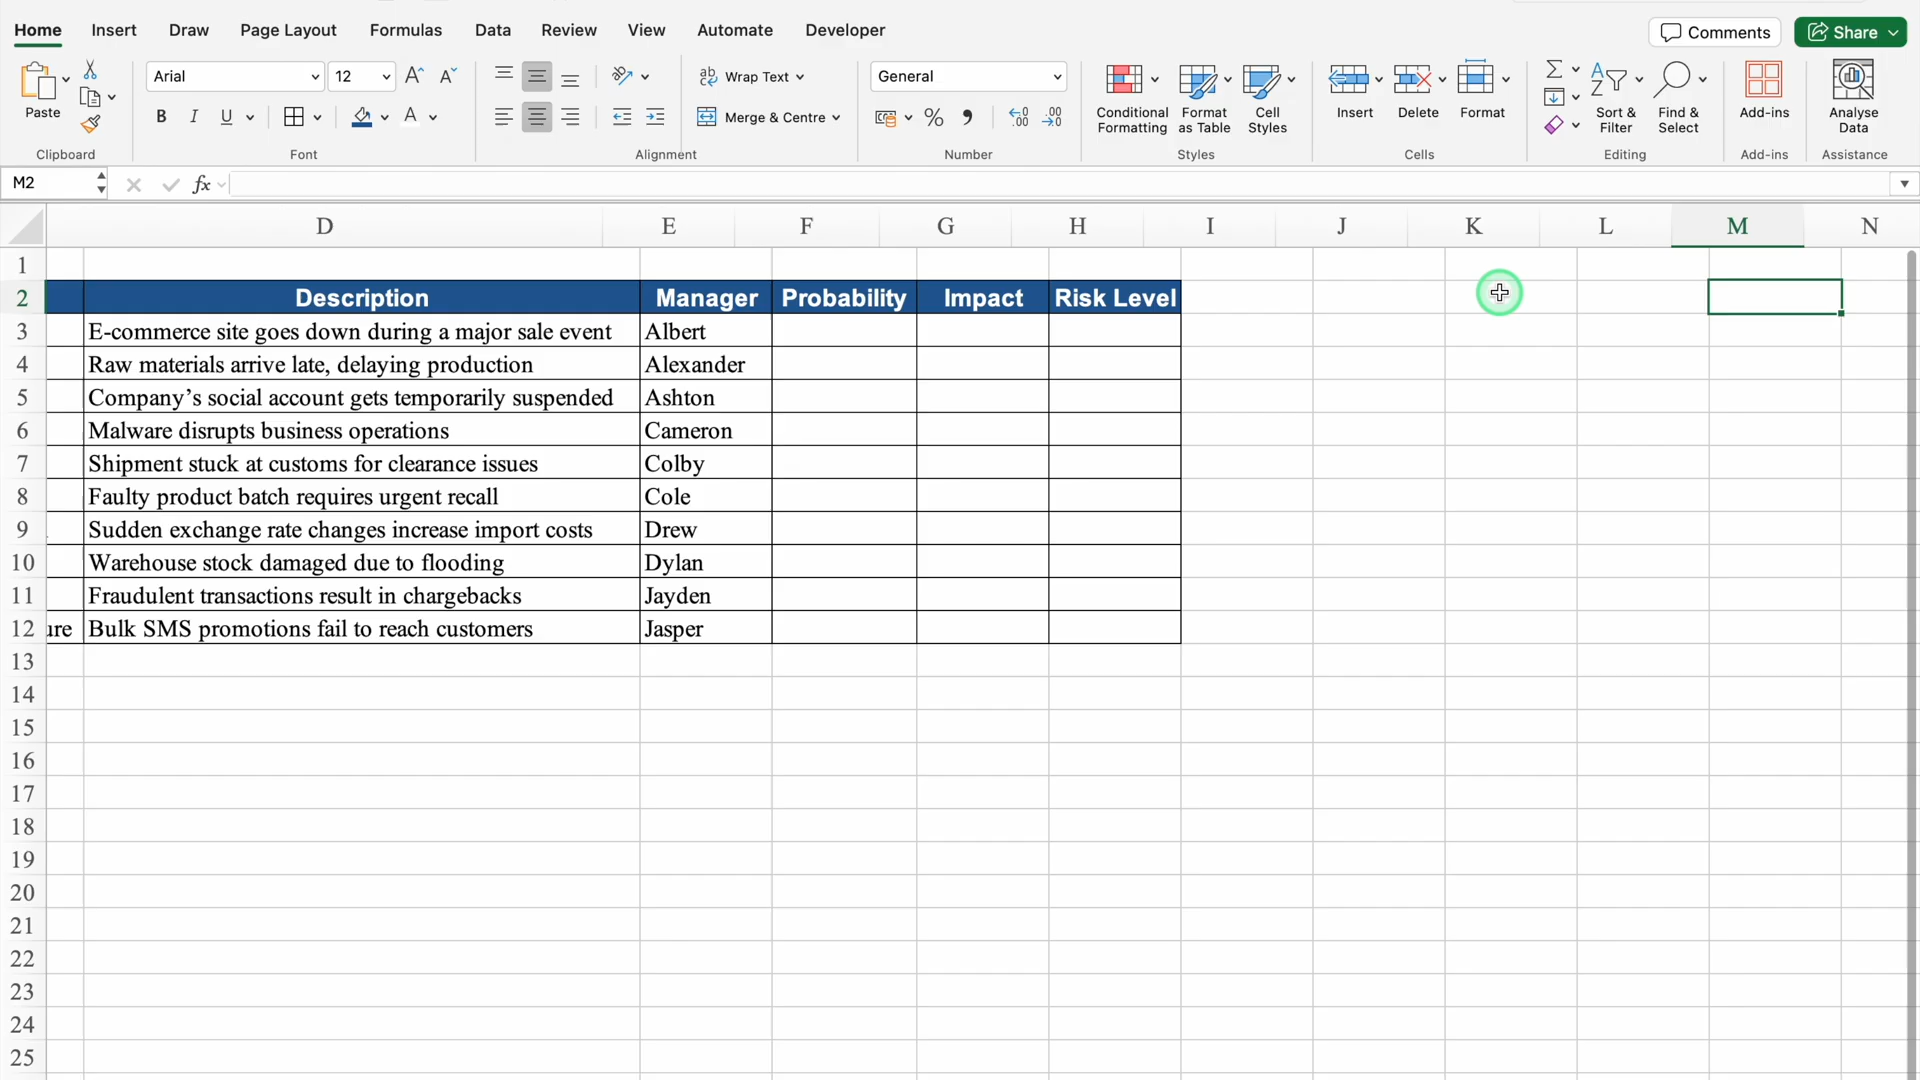 Home Insert Draw Page Layout Formulas Data Review View Automate Developer Comments Share
Arial 12 Wrap Text General
Paste B I U Merge & Centre % Conditional Formatting Format as Table Cell Styles Insert Delete Format Sort & Filter Find & Select Add-ins Analyse Data
Clipboard Font Alignment Number Styles Cells Editing Add-ins Assistance
M2 fx
D E F G H I J K L M N
1
2 Description Manager Probability Impact Risk Level
3 E-commerce site goes down during a major sale event Albert
4 Raw materials arrive late, delaying production Alexander
5 Company’s social account gets temporarily suspended Ashton
6 Malware disrupts business operations Cameron
7 Shipment stuck at customs for clearance issues Colby
8 Faulty product batch requires urgent recall Cole
9 Sudden exchange rate changes increase import costs Drew
10 Warehouse stock damaged due to flooding Dylan
11 Fraudulent transactions result in chargebacks Jayden
12 ure Bulk SMS promotions fail to reach customers Jasper
13
14
15
16
17
18
19
20
21
22
23
24
25